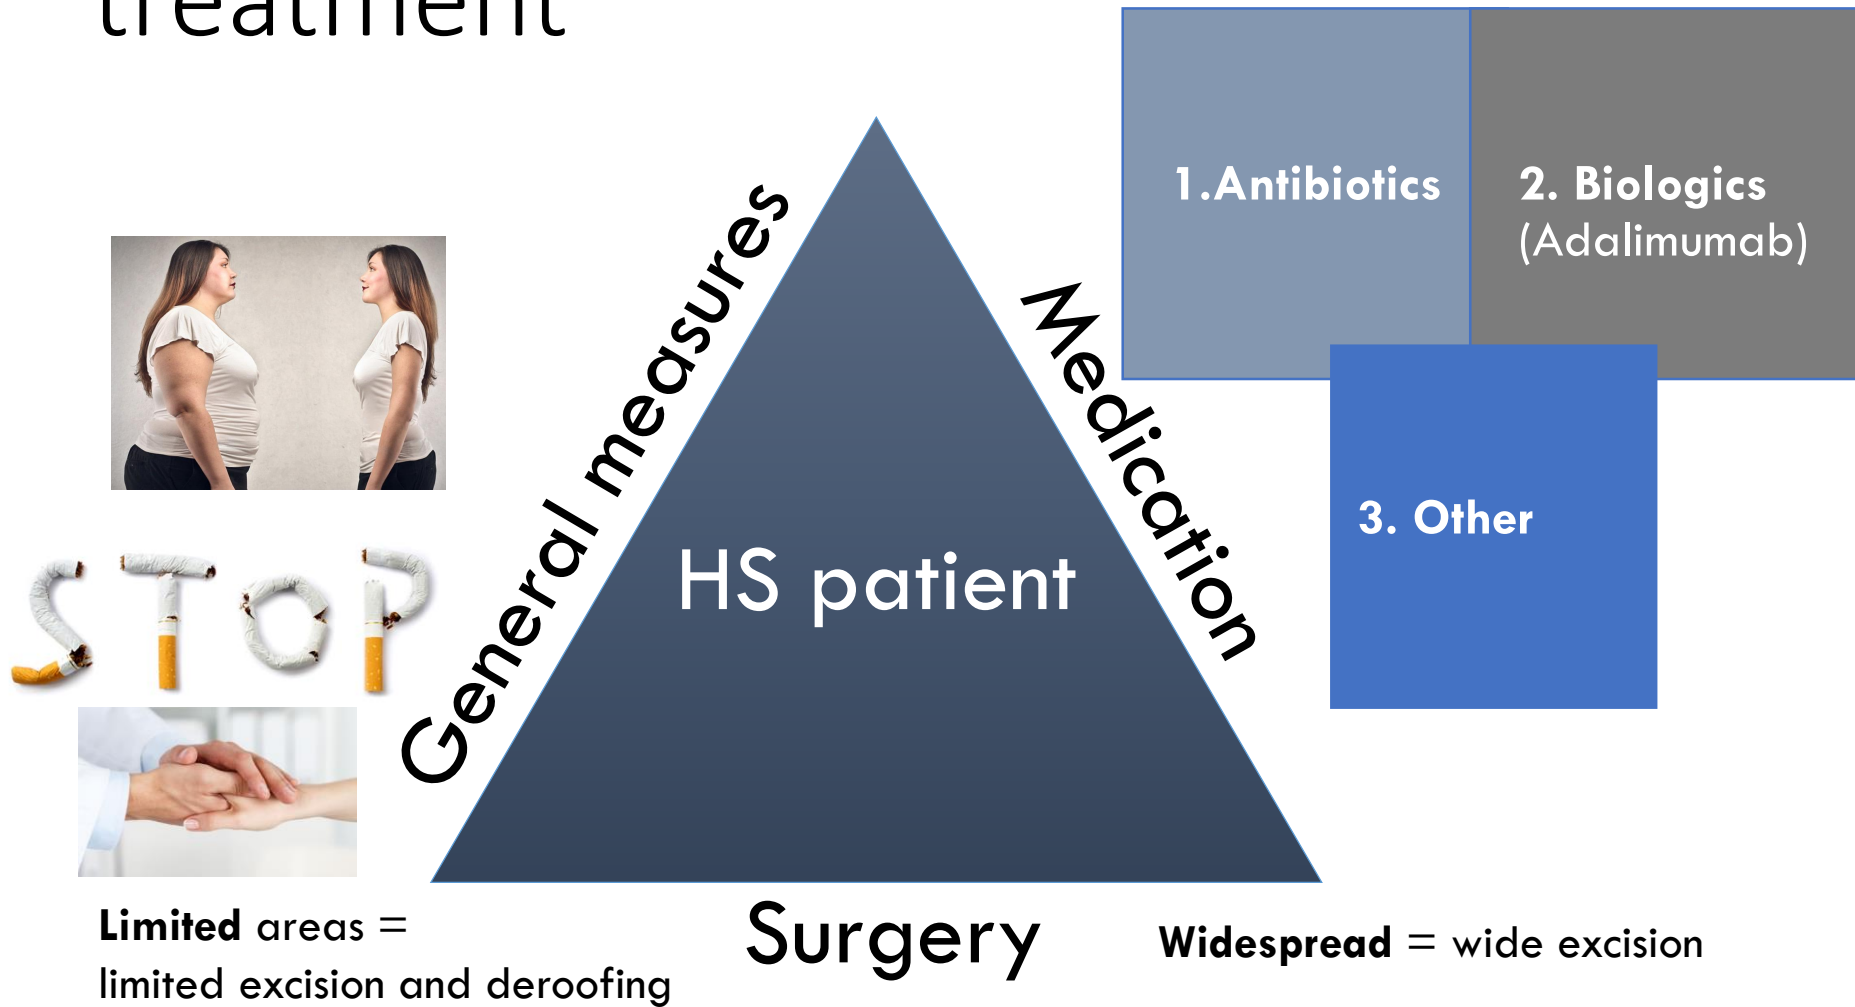 treatment
1.Antibiotics
2. Biologics
(Adalimumab)
3. Other
General measures
Medication
HS patient
STOP
Surgery
Limited areas =
limited excision and deroofing
Widespread = wide excision